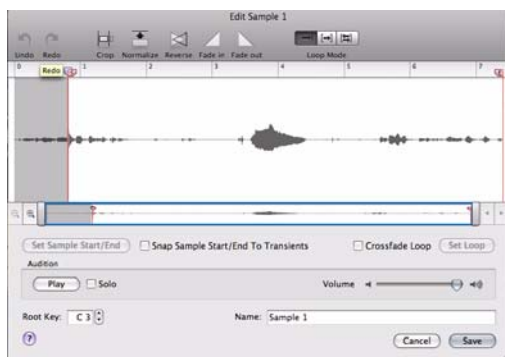 Edit Sample 1
Undo Redo Crop Normalize Reverse Fade in Fade out Loop Mode
0 1 2 3 4 5 6 7
Redo
Set Sample Start/End Snap Sample Start/End To Transients Crossfade Loop Set Loop
Audition
Play Solo Volume
Root Key: C 3 Name: Sample 1
? Cancel Save